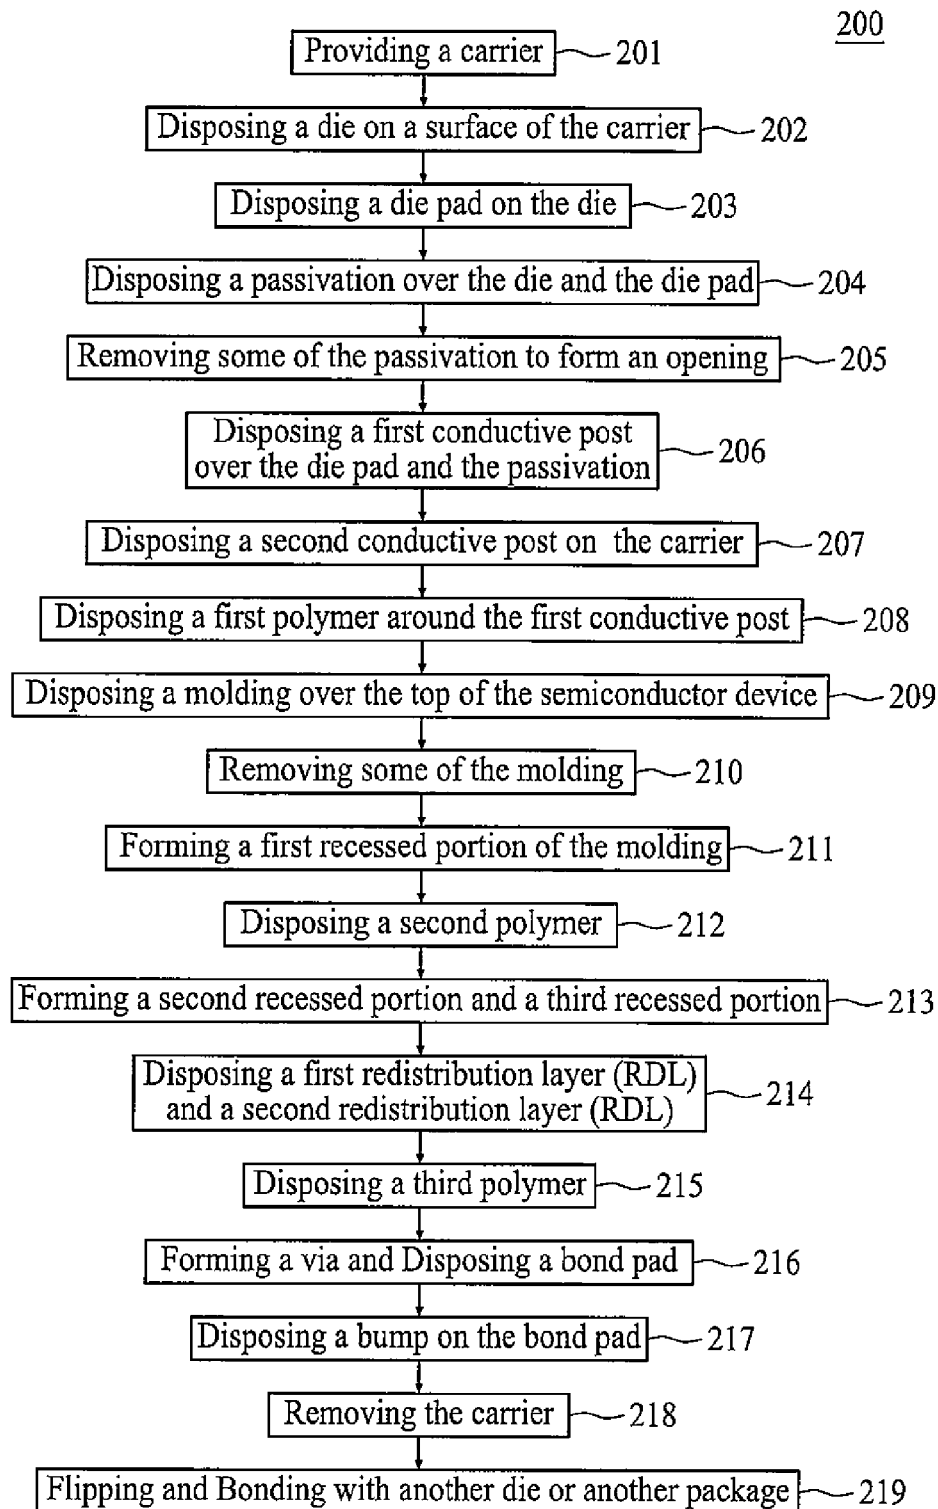 200
Providing a carrier 201
Disposing a die on a surface of the carrier 202
Disposing a die pad on the die 203
Disposing a passivation over the die and the die pad 204
Removing some of the passivation to form an opening 205
Disposing a first conductive post
over the die pad and the passivation 206
Disposing a second conductive post on the carrier 207
Disposing a first polymer around the first conductive post 208
Disposing a molding over the top of the semiconductor device 209
Removing some of the molding 210
Forming a first recessed portion of the molding 211
Disposing a second polymer 212
Forming a second recessed portion and a third recessed portion 213
Disposing a first redistribution layer (RDL)
and a second redistribution layer (RDL) 214
Disposing a third polymer 215
Forming a via and Disposing a bond pad 216
Disposing a bump on the bond pad 217
Removing the carrier 218
Flipping and Bonding with another die or another package 219